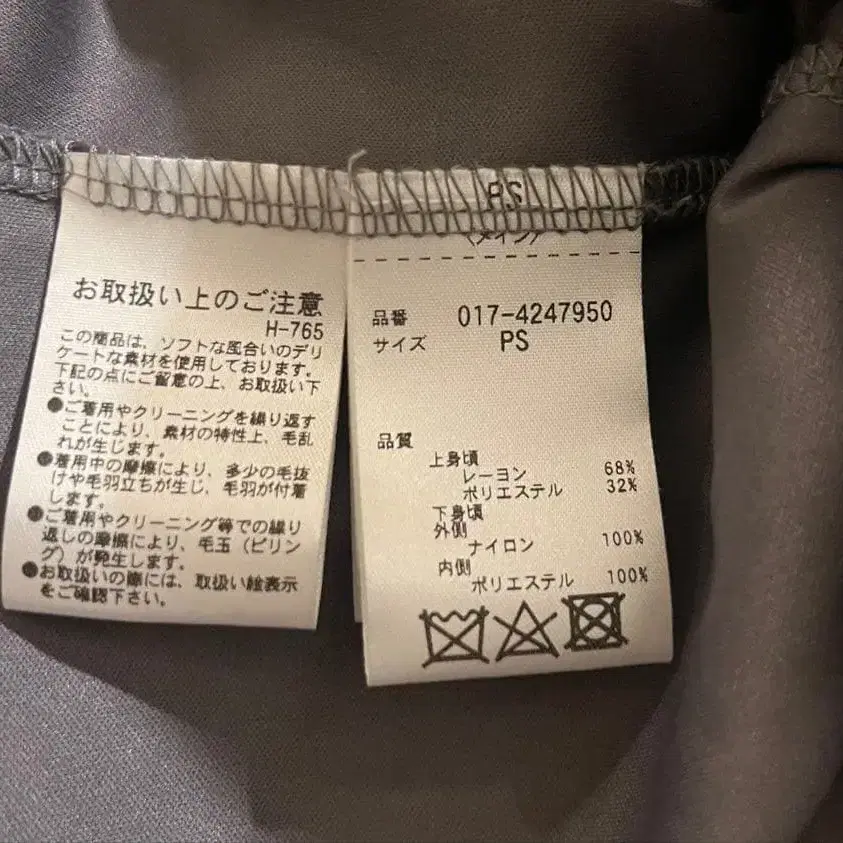 お取扱い上のご注意
H-765
この商品は、ソフトな風合いのデリ
ケートな素材を使用しております。
下記の点にご留意の上、お取扱い下
さい。
●ご着用やクリーニングを繰り返す
ことにより、素材の特性上、毛乱
れが生じます。
●着用中の摩擦により、多少の毛抜
けや毛羽立ちが生じ、毛羽が付着
します。
●ご着用やクリーニング等での繰り
返しの摩擦により、毛玉(ピリン
グ)が発生します。
●お取扱いの際には、取扱い絵表示
をご確認下さい。
PS
(メイン)
品番 017-4247950
サイズ PS
品質
上身頃
レーヨン 68%
ポリエステル 32%
下身頃
外側
ナイロン 100%
内側
ポリエステル 100%